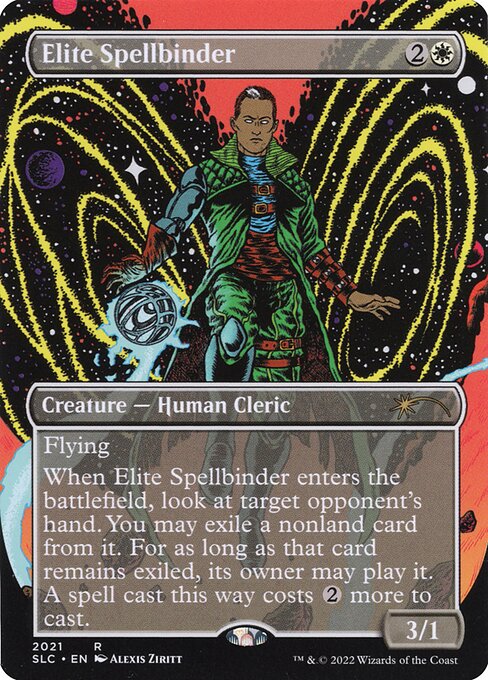 Elite Spellbinder 2
Creature — Human Cleric
Flying
When Elite Spellbinder enters the
battlefield, look at target opponent's
hand. You may exile a nonland card
from it. For as long as that card
remains exiled, its owner may play it.
A spell cast this way costs 2 more to
cast.
3/1
2021 R
SLC • EN Alexis Ziritt
™ & © 2022 Wizards of the Coast